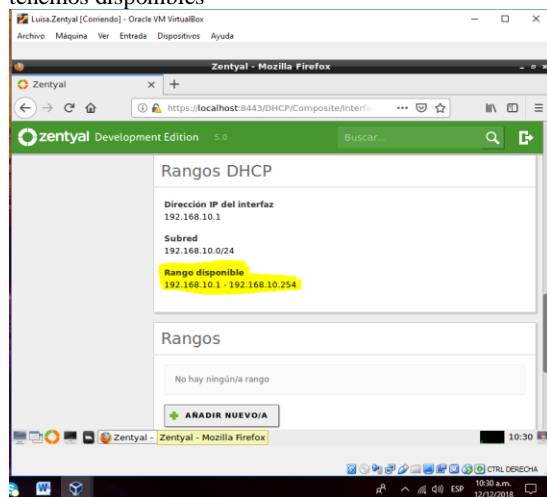 tenemos disponibles
Luisa.Zentyal [Corriendo] - Oracle VM VirtualBox
Archivo Máquina Ver Entrada Dispositivos Ayuda
Zentyal - Mozilla Firefox
Zentyal
https://localhost:8443/DHCP/Composite/Interfa
zentyal Development Edition 5.0
Buscar...
Rangos DHCP
Dirección IP del interfaz
192.168.10.1
Subred
192.168.10.0/24
Rango disponible
192.168.10.1 - 192.168.10.254
Rangos
No hay ningún/a rango
AÑADIR NUEVO/A
Zentyal -
Zentyal - Mozilla Firefox
10:30
CTRL DERECHA
ESP
10:30 a.m.
12/12/2018